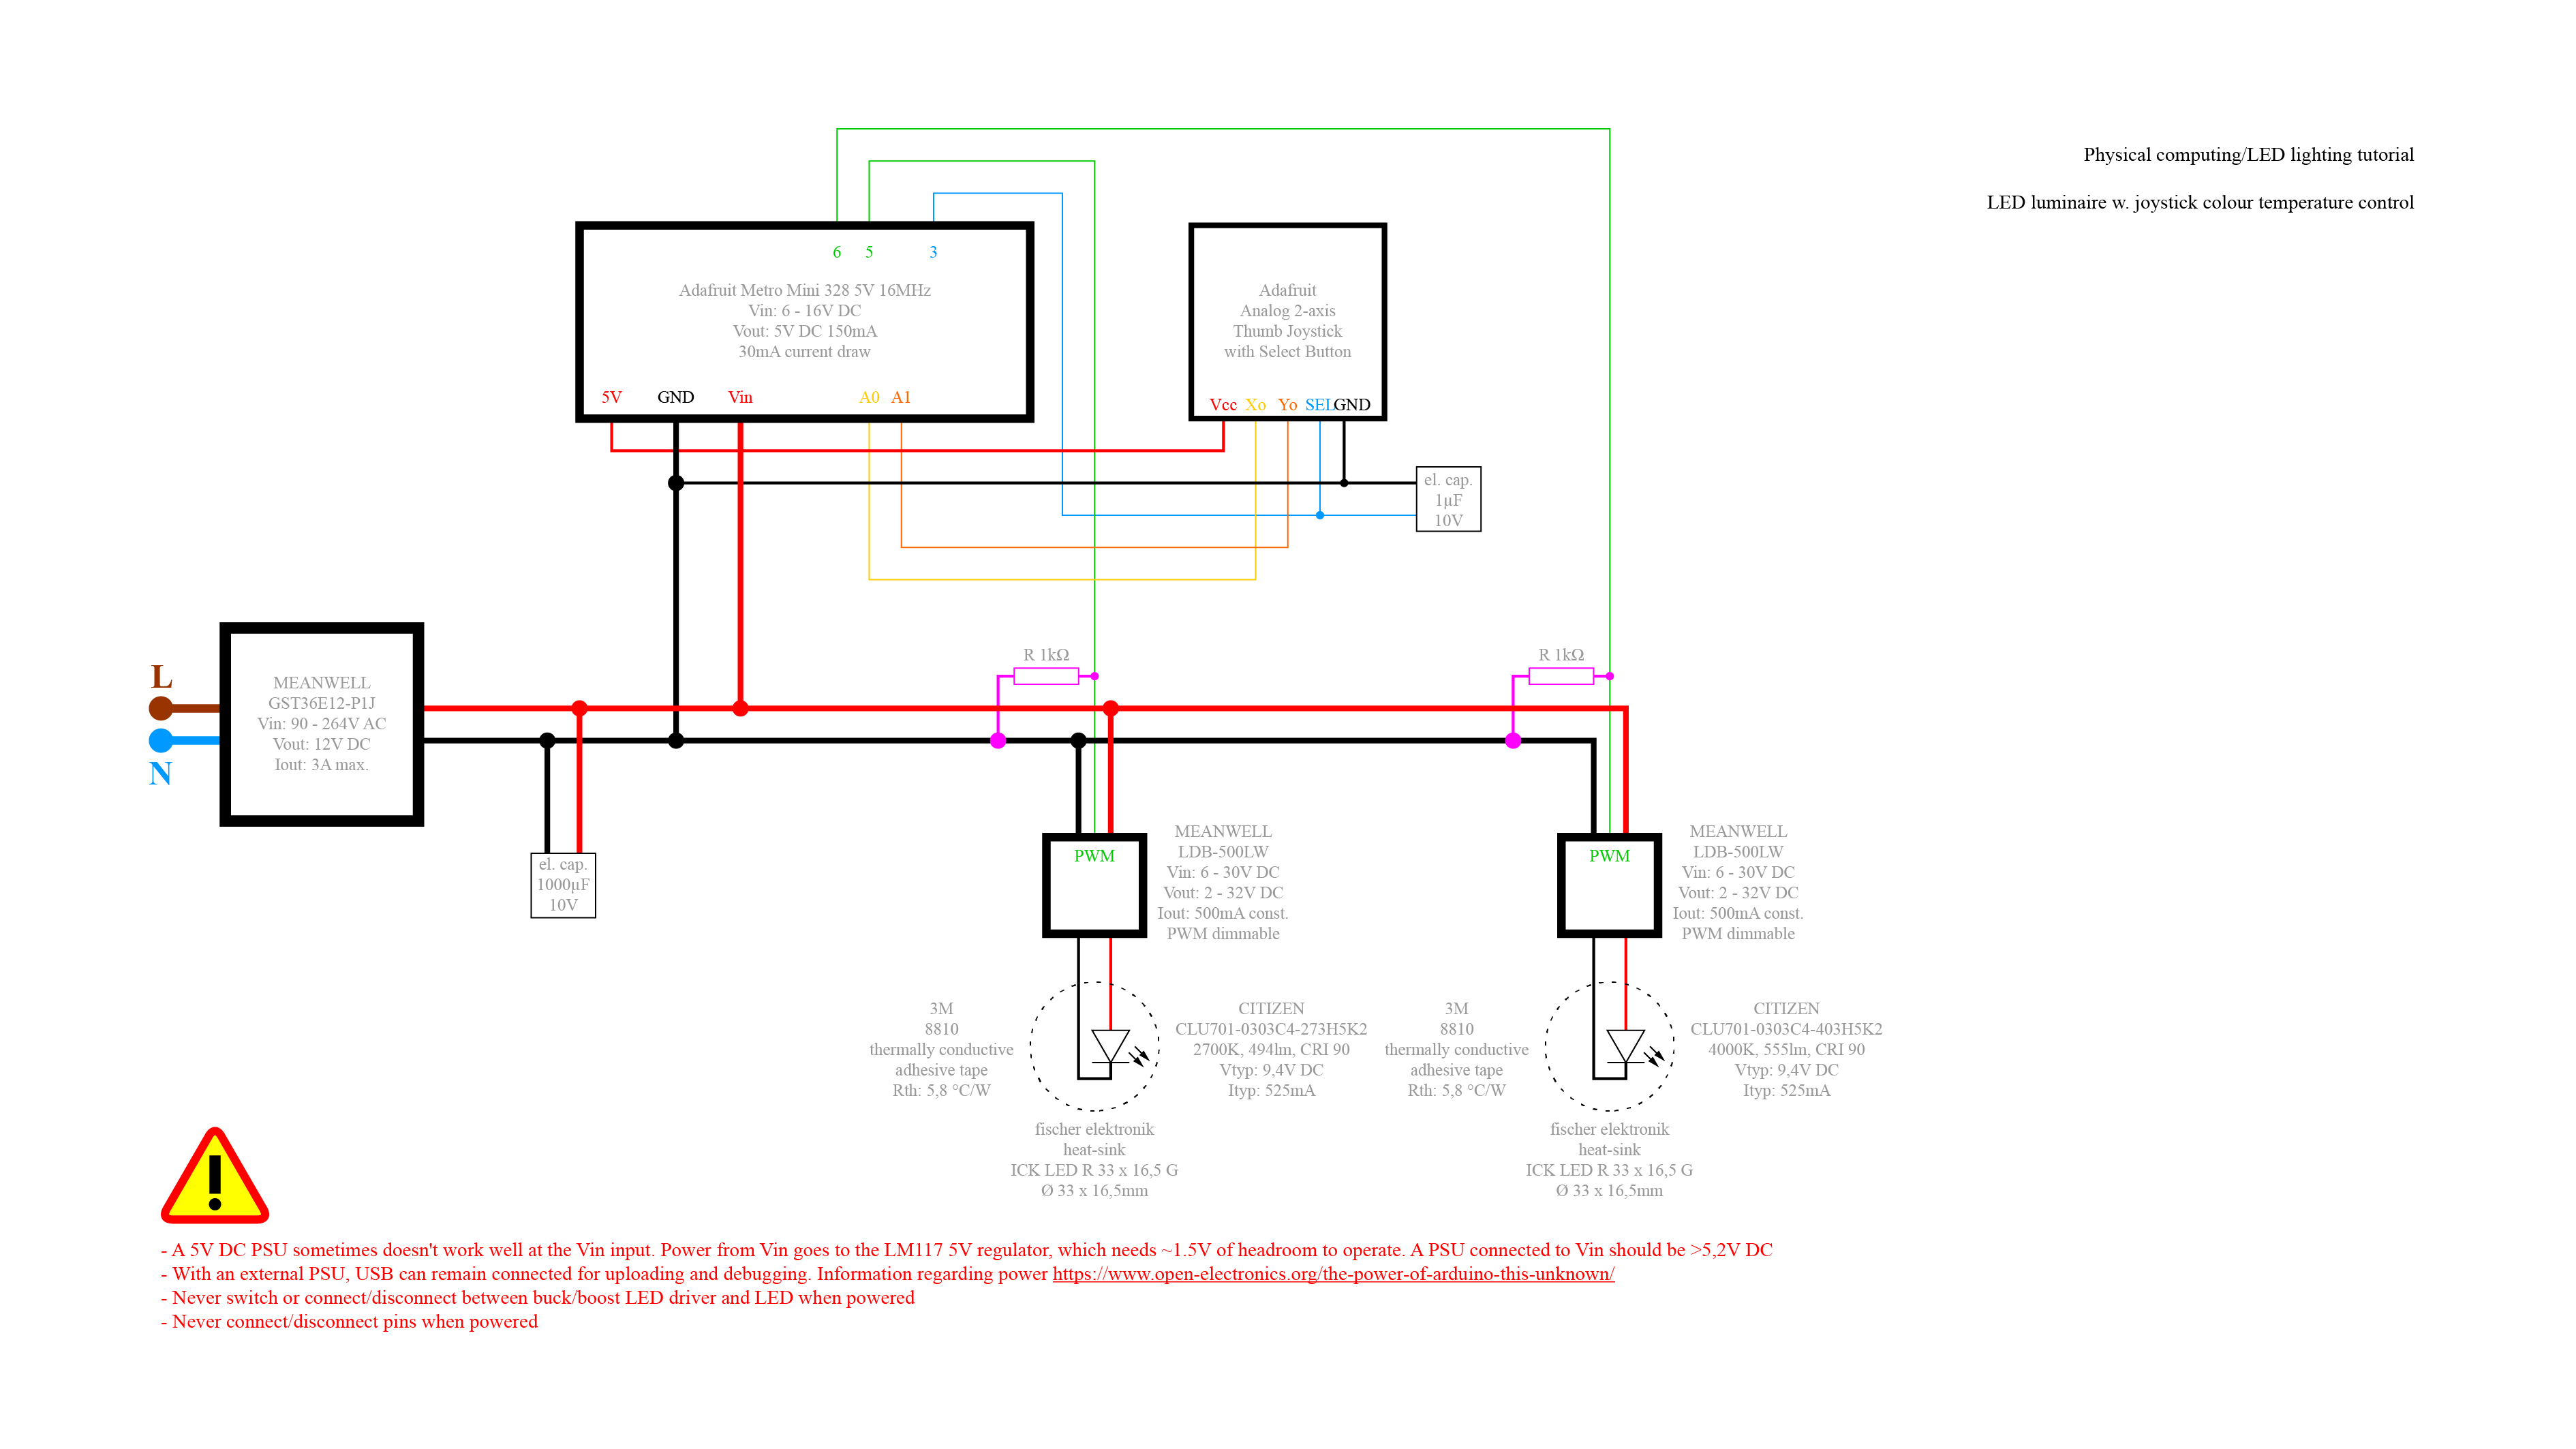 Physical computing/LED lighting tutorial
LED luminaire w. joystick colour temperature control
6 5 3
Adafruit Metro Mini 328 5V 16MHz
Vin: 6 - 16V DC
Vout: 5V DC 150mA
30mA current draw
5V GND Vin A0 A1
Adafruit
Analog 2-axis
Thumb Joystick
with Select Button
Vcc Xo Yo SEL GND
el. cap.
1µF
10V
L
N
MEANWELL
GST36E12-P1J
Vin: 90 - 264V AC
Vout: 12V DC
Iout: 3A max.
el. cap.
1000µF
10V
R 1kΩ
R 1kΩ
PWM
MEANWELL
LDB-500LW
Vin: 6 - 30V DC
Vout: 2 - 32V DC
Iout: 500mA const.
PWM dimmable
PWM
MEANWELL
LDB-500LW
Vin: 6 - 30V DC
Vout: 2 - 32V DC
Iout: 500mA const.
PWM dimmable
3M
8810
thermally conductive
adhesive tape
Rth: 5,8 °C/W
CITIZEN
CLU701-0303C4-273H5K2
2700K, 494lm, CRI 90
Vtyp: 9,4V DC
Ityp: 525mA
3M
8810
thermally conductive
adhesive tape
Rth: 5,8 °C/W
CITIZEN
CLU701-0303C4-403H5K2
4000K, 555lm, CRI 90
Vtyp: 9,4V DC
Ityp: 525mA
fischer elektronik
heat-sink
ICK LED R 33 x 16,5 G
Ø 33 x 16,5mm
fischer elektronik
heat-sink
ICK LED R 33 x 16,5 G
Ø 33 x 16,5mm
- A 5V DC PSU sometimes doesn't work well at the Vin input. Power from Vin goes to the LM117 5V regulator, which needs ~1.5V of headroom to operate. A PSU connected to Vin should be >5,2V DC
- With an external PSU, USB can remain connected for uploading and debugging. Information regarding power https://www.open-electronics.org/the-power-of-arduino-this-unknown/
- Never switch or connect/disconnect between buck/boost LED driver and LED when powered
- Never connect/disconnect pins when powered